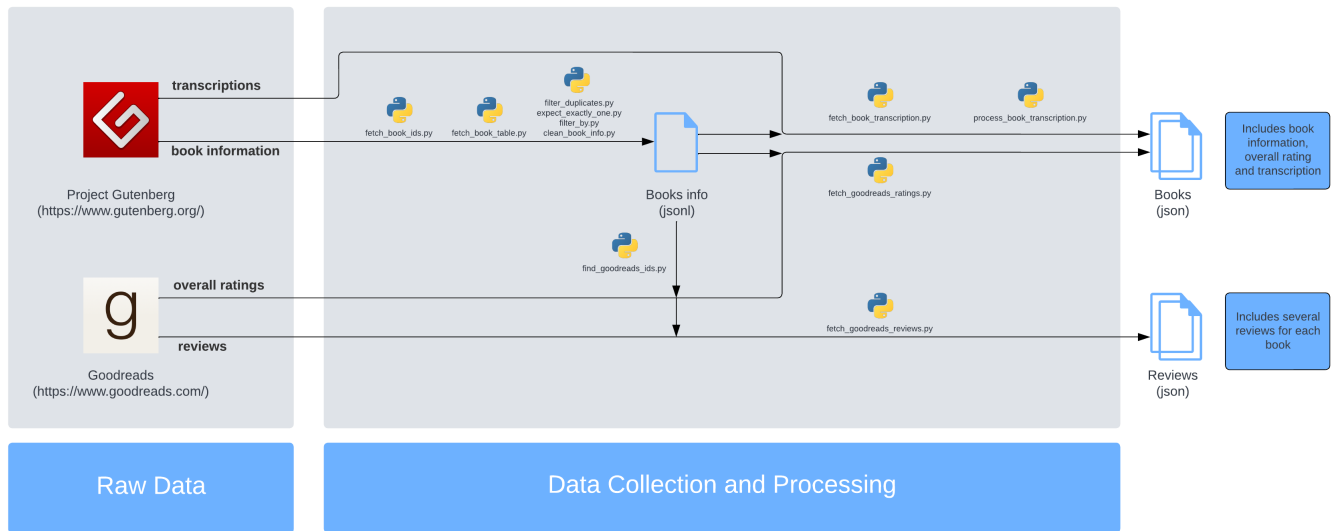 transcriptions
book information
Project Gutenberg
(https://www.gutenberg.org/)
g
overall ratings
reviews
Goodreads
(https://www.goodreads.com/)
Raw Data
fetch_book_ids.py
fetch_book_table.py
filter_duplicates.py
expect_exactly_one.py
filter_by.py
clean_book_info.py
Books info
(jsonl)
find_goodreads_ids.py
fetch_book_transcription.py
process_book_transcription.py
fetch_goodreads_ratings.py
fetch_goodreads_reviews.py
Data Collection and Processing
Books
(json)
Includes book
information,
overall rating
and transcription
Reviews
(json)
Includes several
reviews for each
book